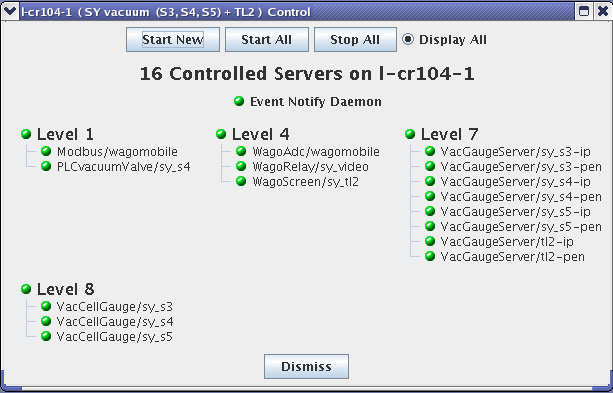 l-cr104-1 ( SY vacuum (S3, S4, S5) + TL2 ) Control
Start New Start All Stop All Display All
16 Controlled Servers on l-cr104-1
Event Notify Daemon
Level 1
Modbus/wagomobile
PLCvacuumValve/sy_s4
Level 4
WagoAdc/wagomobile
WagoRelay/sy_video
WagoScreen/sy_tl2
Level 7
VacGaugeServer/sy_s3-ip
VacGaugeServer/sy_s3-pen
VacGaugeServer/sy_s4-ip
VacGaugeServer/sy_s4-pen
VacGaugeServer/sy_s5-ip
VacGaugeServer/sy_s5-pen
VacGaugeServer/tl2-ip
VacGaugeServer/tl2-pen
Level 8
VacCellGauge/sy_s3
VacCellGauge/sy_s4
VacCellGauge/sy_s5
Dismiss